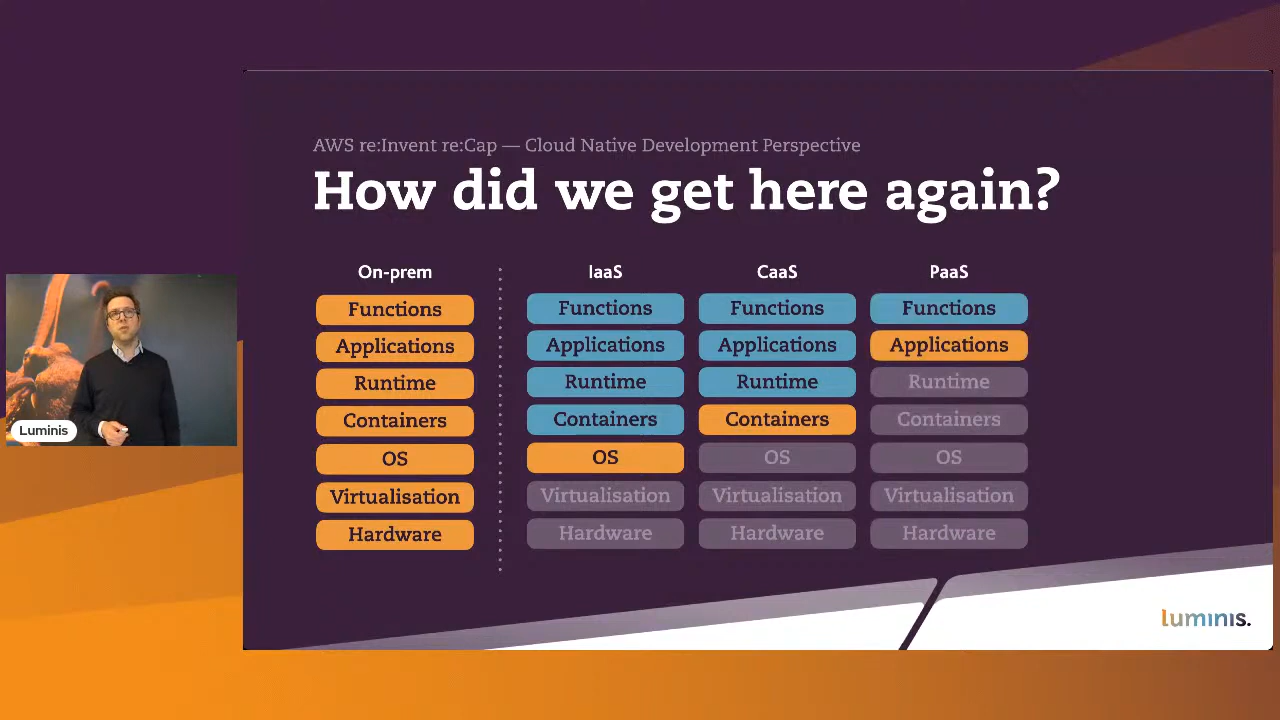 AWS re:Invent re:Cap — Cloud Native Development Perspective
How did we get here again?
On-prem
Functions
Applications
Runtime
Containers
OS
Virtualisation
Hardware
IaaS
Functions
Applications
Runtime
Containers
OS
Virtualisation
Hardware
CaaS
Functions
Applications
Runtime
Containers
OS
Virtualisation
Hardware
PaaS
Functions
Applications
Runtime
Containers
OS
Virtualisation
Hardware
Luminis
luminis.